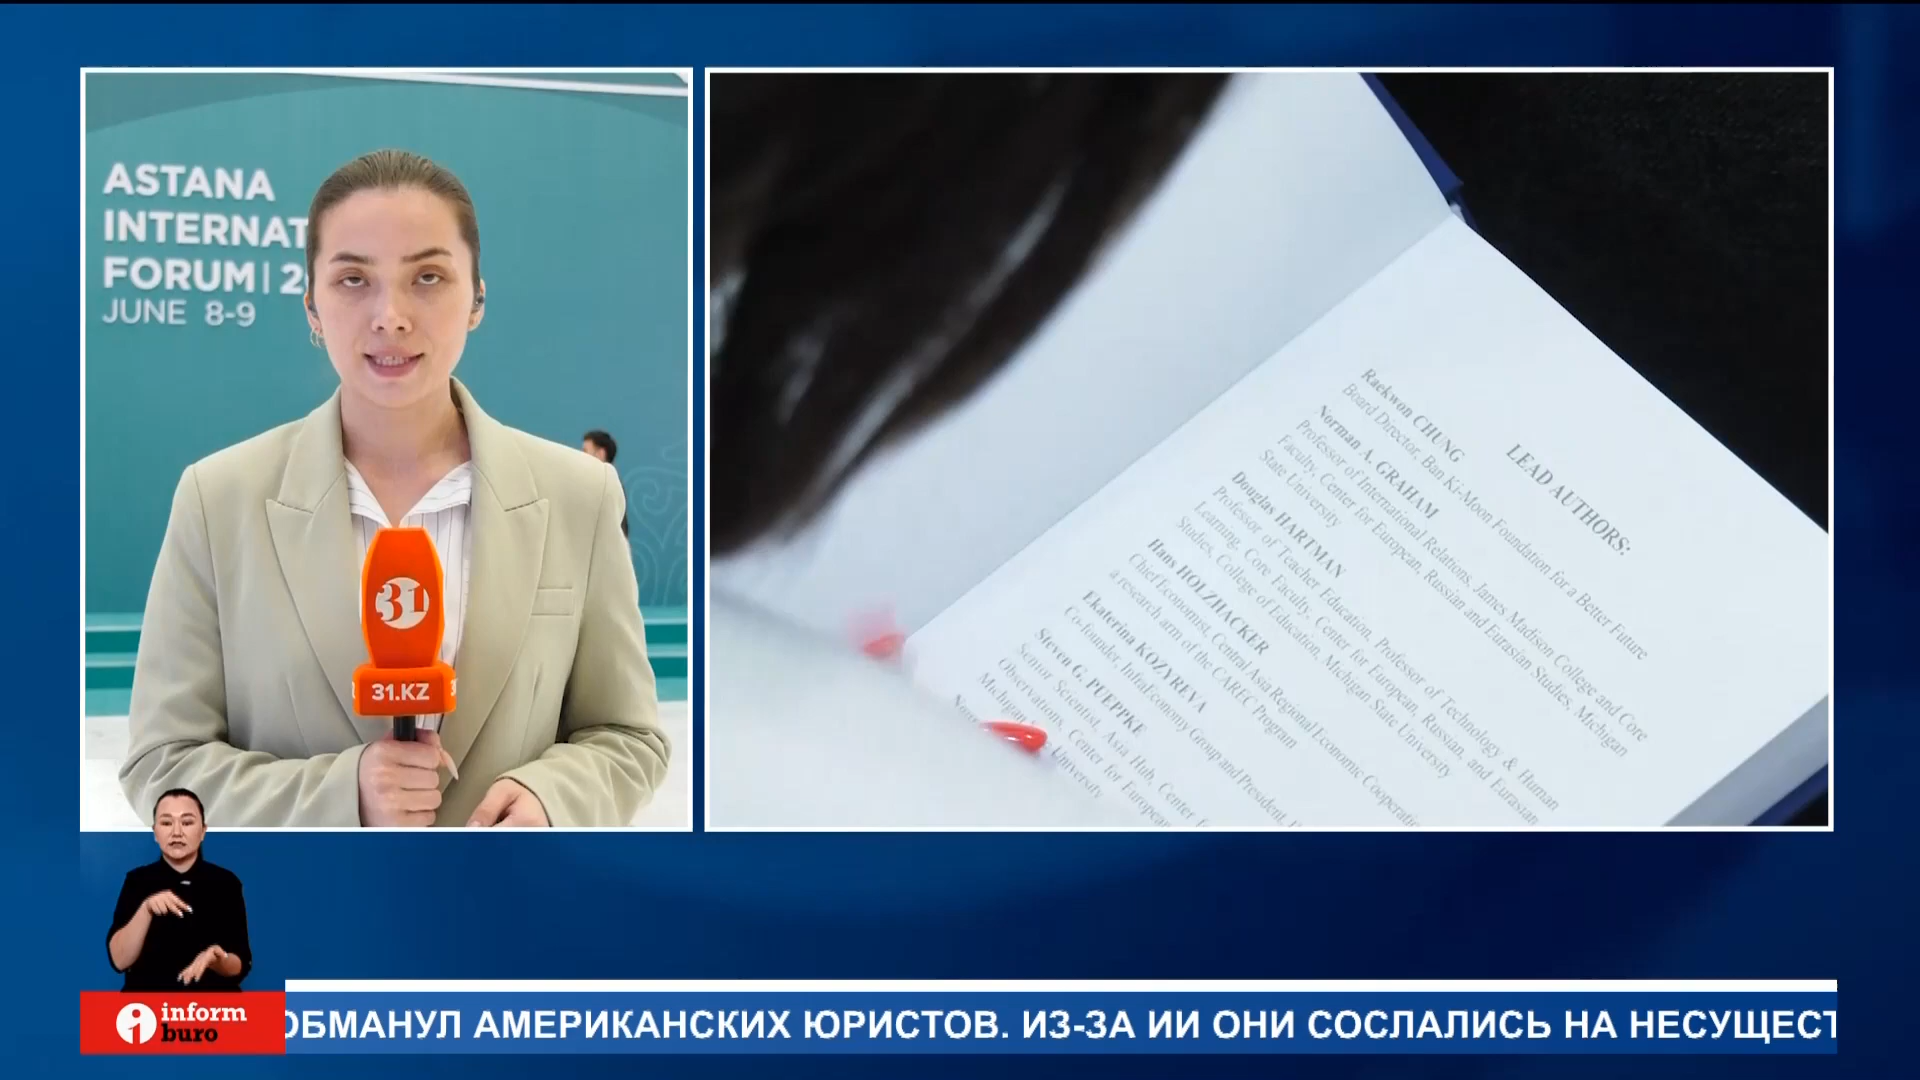 ASTANA
INTERNAT
FORUM | 20
JUNE 8-9
31
31.KZ
LEAD AUTHORS:
Raekwon CHUNG
Board Director, Ban Ki-Moon Foundation for a Better Future
Norman A. GRAHAM
Professor of International Relations, James Madison College and Core
Faculty, Center for European, Russian and Eurasian Studies, Michigan
State University
Douglas HARTMAN
Professor of Teacher Education, Professor of Technology & Human
Learning, Core Faculty, Center for European, Russian, and Eurasian
Studies, College of Education, Michigan State University
Hans HOLZHACKER
Chief Economist, Central Asia Regional Economic Cooperatio
a research arm of the CAREC Program
Ekaterina KOZYREVA
Co-founder, InfraEconomy Group and President,
Steven G. PUEPPKE
Senior Scientist, Asia Hub, Center
Observations, Center for European
Michigan University
inform
buro
ОБМАНУЛ АМЕРИКАНСКИХ ЮРИСТОВ. ИЗ-ЗА ИИ ОНИ СОСЛАЛИСЬ НА НЕСУЩЕСТ